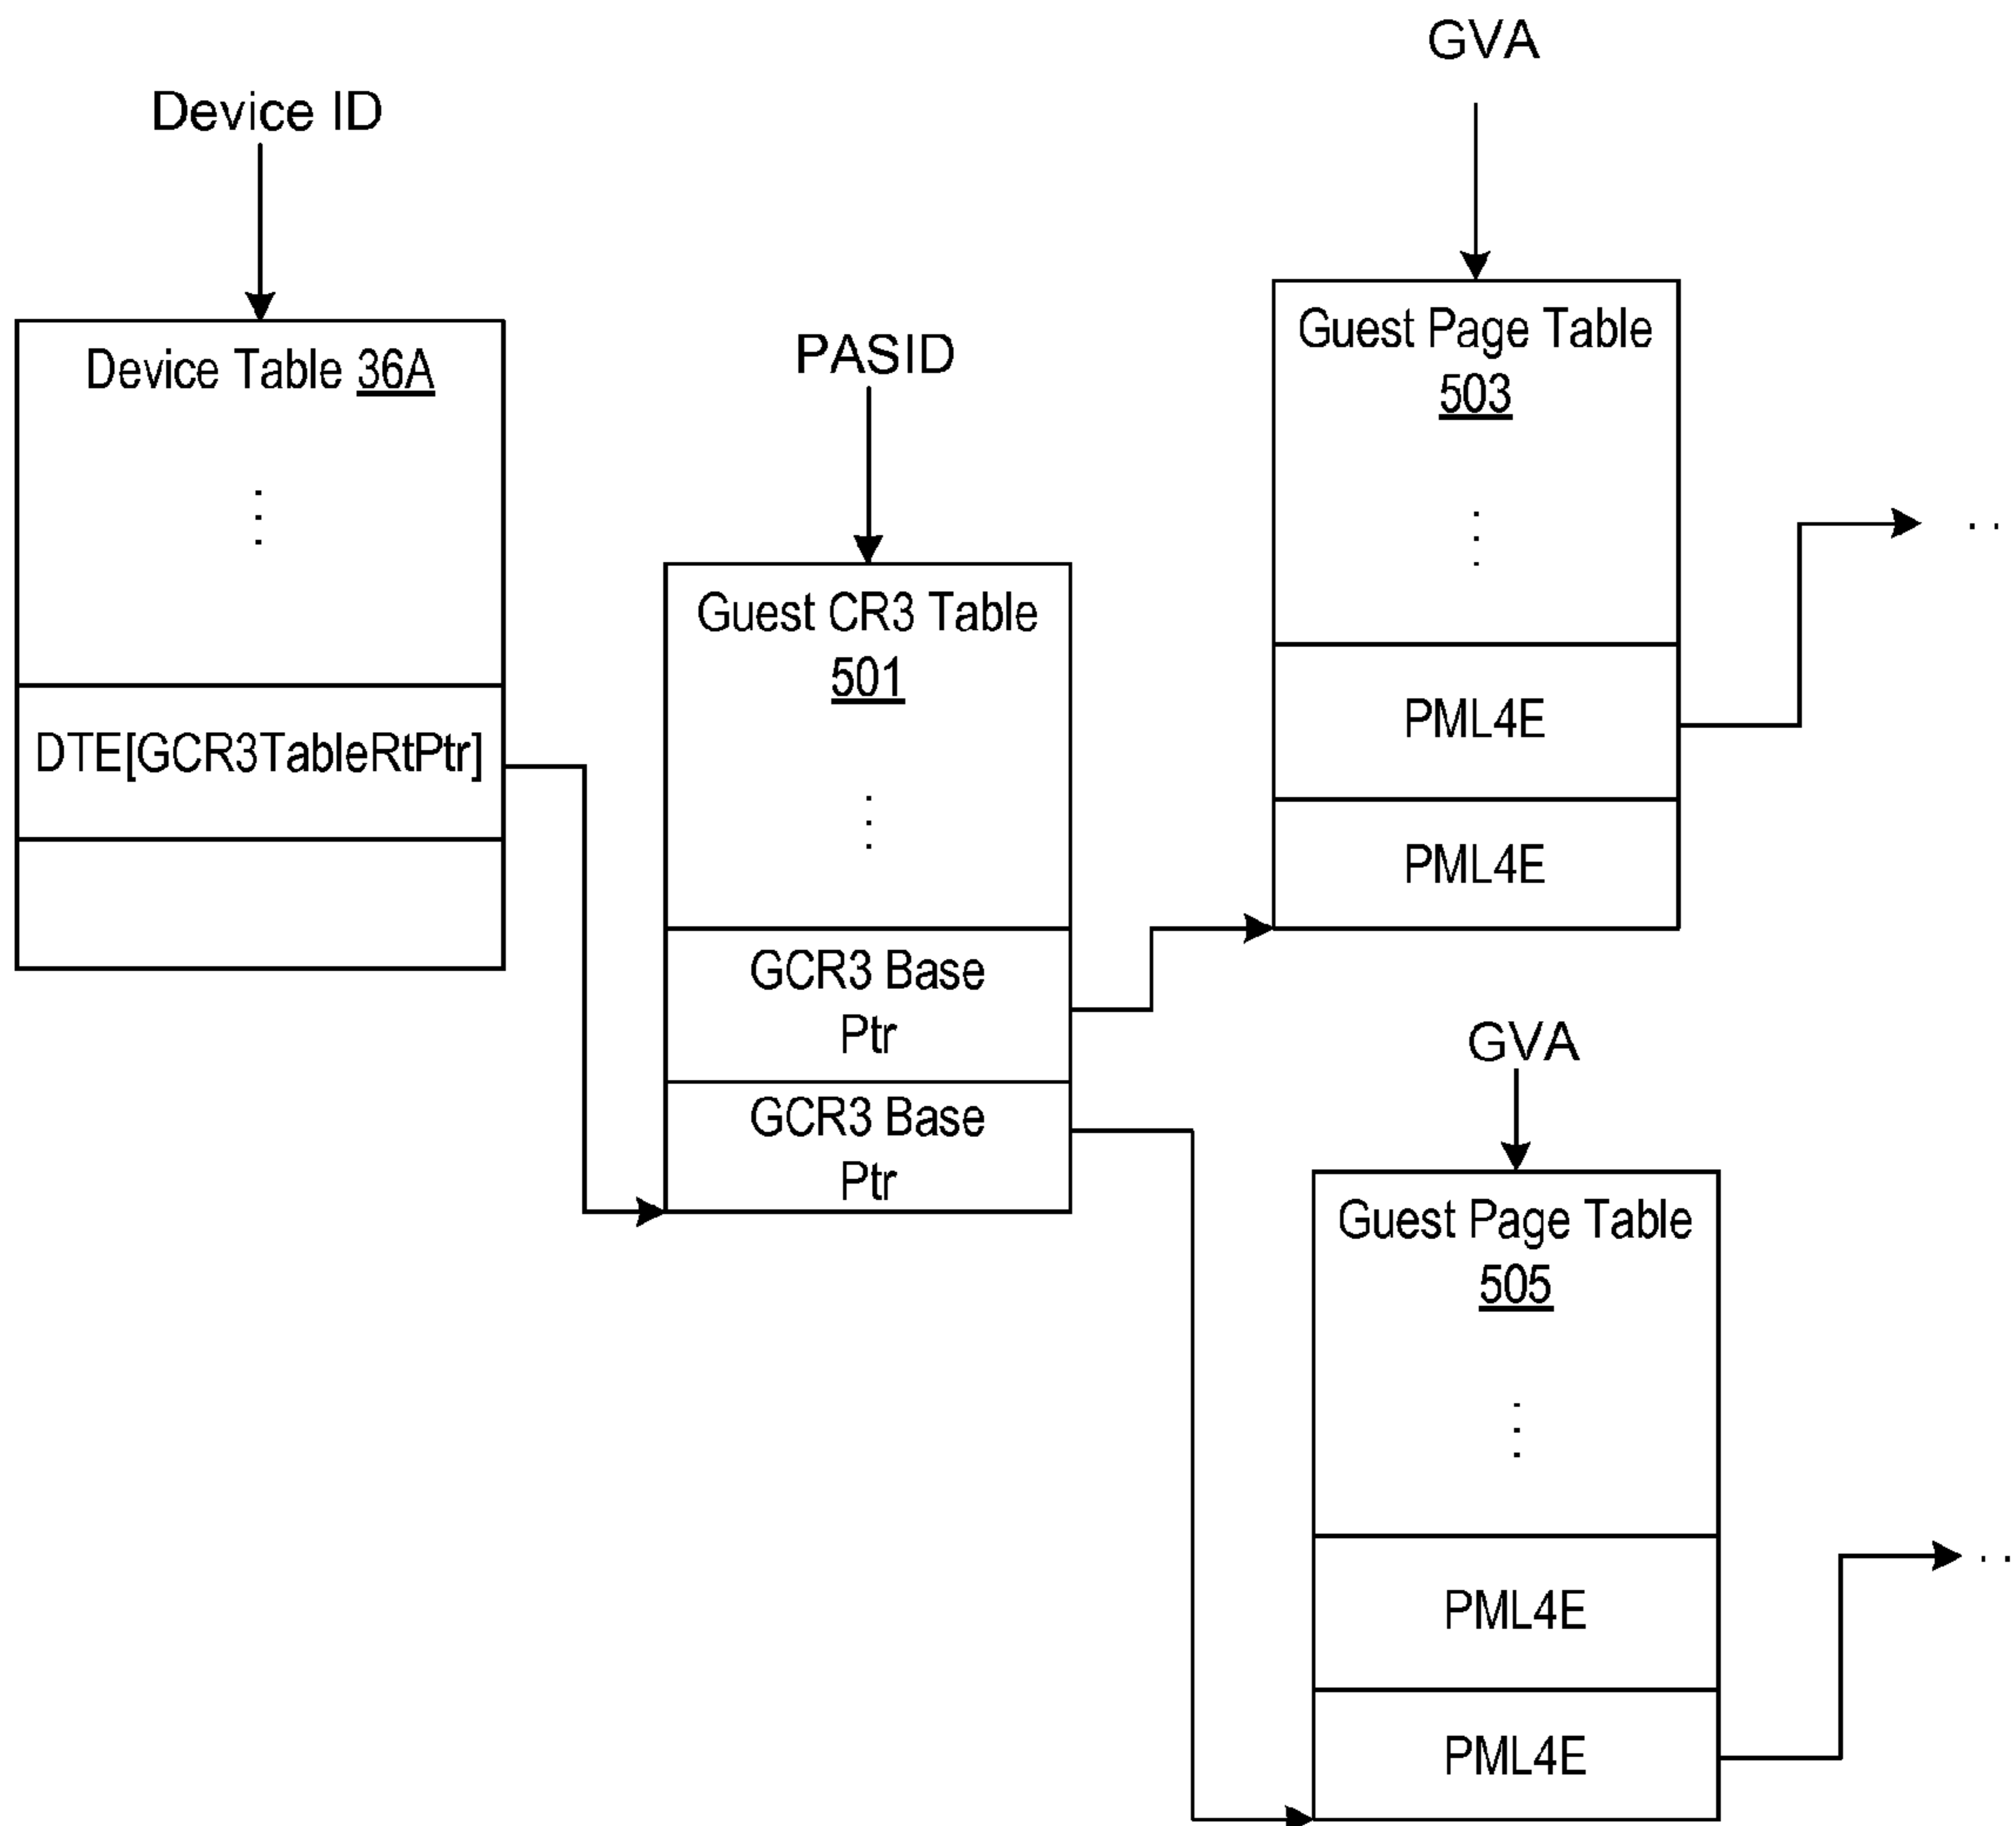 Device ID
Device Table 36A
DTE[GCR3TableRtPtr]
PASID
Guest CR3 Table
501
GCR3 Base
Ptr
GCR3 Base
Ptr
GVA
Guest Page Table
503
PML4E
PML4E
GVA
Guest Page Table
505
PML4E
PML4E